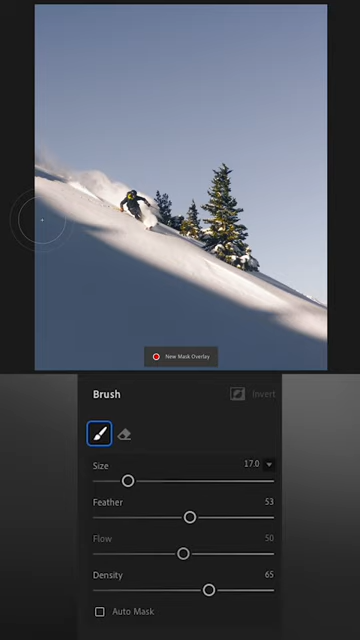 New Mask Overlay
Brush
Invert
Size
17.0
Feather
53
Flow
50
Density
65
Auto Mask